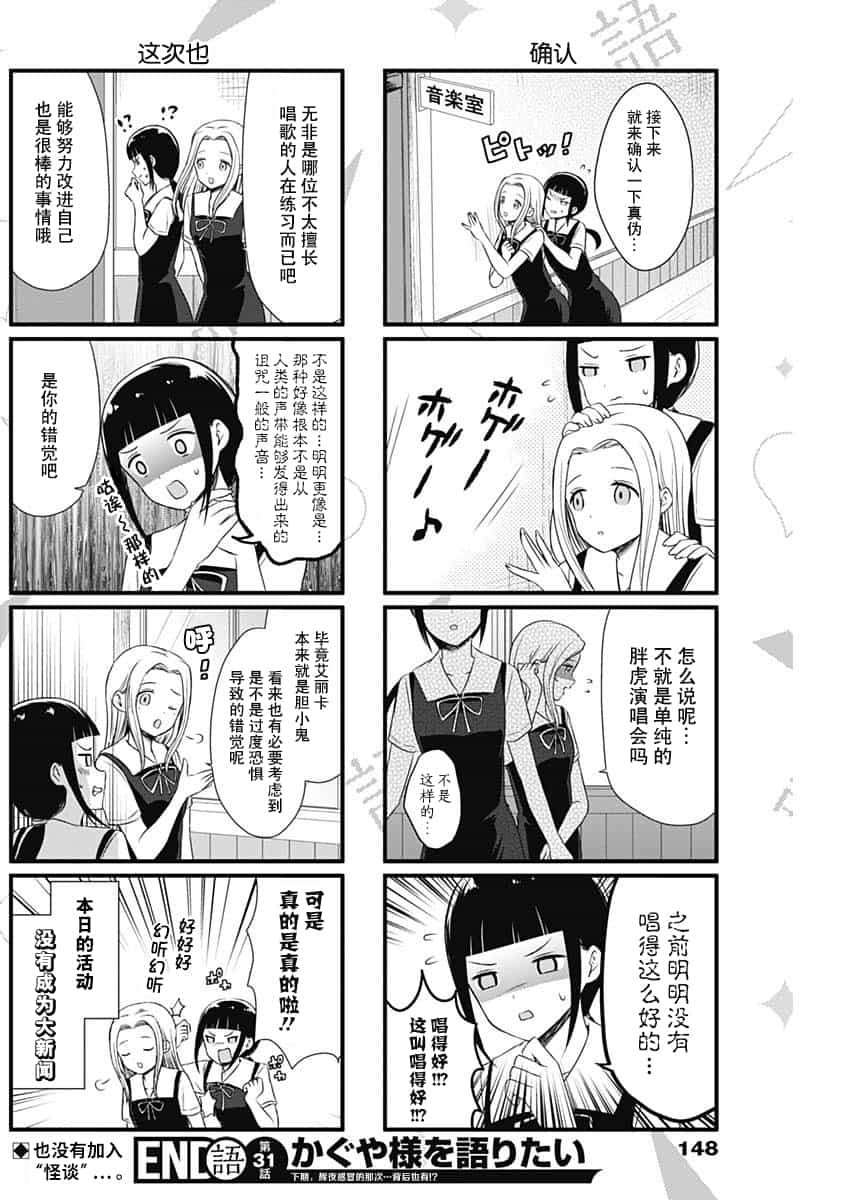 确认
音楽室
接下来
就来确认一下真伪…
ピトッ！
ホゲー
ホゲー♪
怎么说呢…
不就是单纯的
胖虎演唱会吗
不是
这样的…
之前明明没有
唱得这么好的…
唱得好!?
这叫唱得好!!?
这次也
无非是哪位不太擅长
唱歌的人在练习而已吧
能够努力改进自己
也是很棒的事情哦
!?
!?
不是这样的…明明更像是…
那种好像根本不是从
人类的声带能够发得出来的
诅咒一般的声音…
咕诶～那样的
是你的错觉吧
毕竟艾丽卡
本来就是胆小鬼
看来也有必要考虑到
是不是过度恐惧
导致的错觉呢
呼！
可是
真的是真的啦!!
好好好
幻听幻听
ポカポカ
本日的活动
没有成为大新闻
◆也没有加入
“怪谈”…。
END
語
第31話
かぐや様を語りたい
148